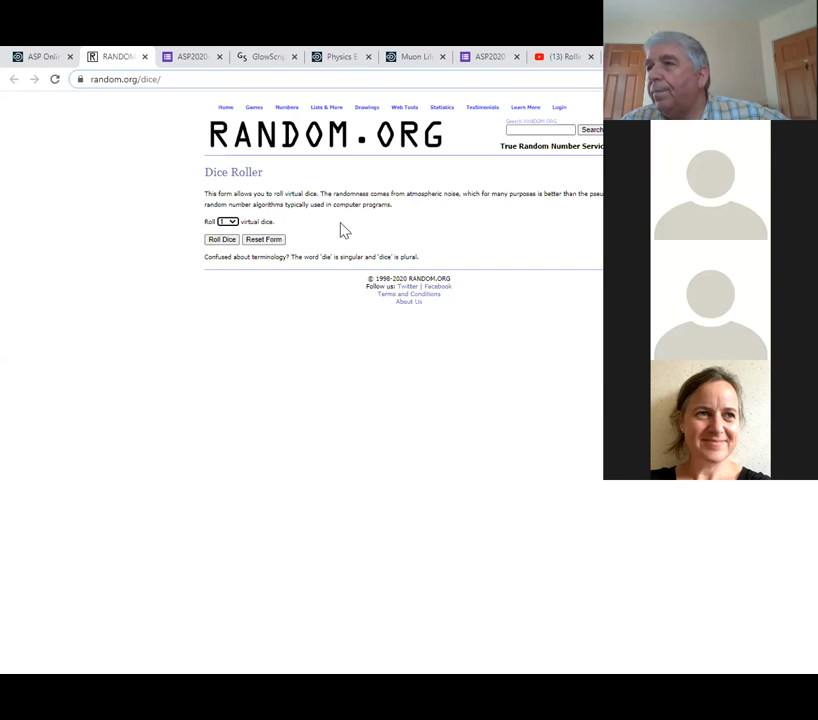 ASP Onlin
RANDOM
ASP2020-
GlowScrip
Physics E
Muon Life
ASP2020
(13) Rollin
random.org/dice/
Home Games Numbers Lists & More Drawings Web Tools Statistics Testimonials Learn More Login
RANDOM.ORG
Search RANDOM.ORG
Search
True Random Number Servic
Dice Roller
This form allows you to roll virtual dice. The randomness comes from atmospheric noise, which for many purposes is better than the pseu
random number algorithms typically used in computer programs.
Roll 1 virtual dice.
Roll Dice Reset Form
Confused about terminology? The word 'die' is singular and 'dice' is plural.
© 1998-2020 RANDOM.ORG
Follow us: Twitter | Facebook
Terms and Conditions
About Us